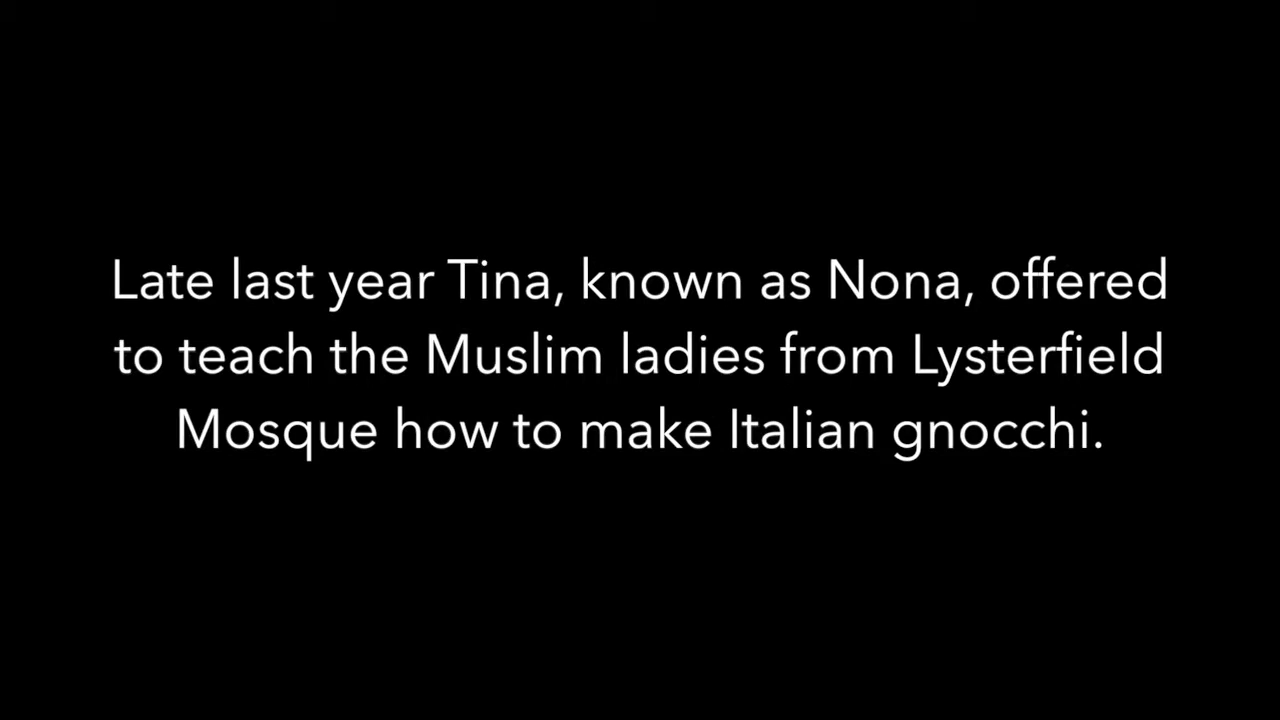 Late last year Tina, known as Nona, offered
to teach the Muslim ladies from Lysterfield
Mosque how to make Italian gnocchi.